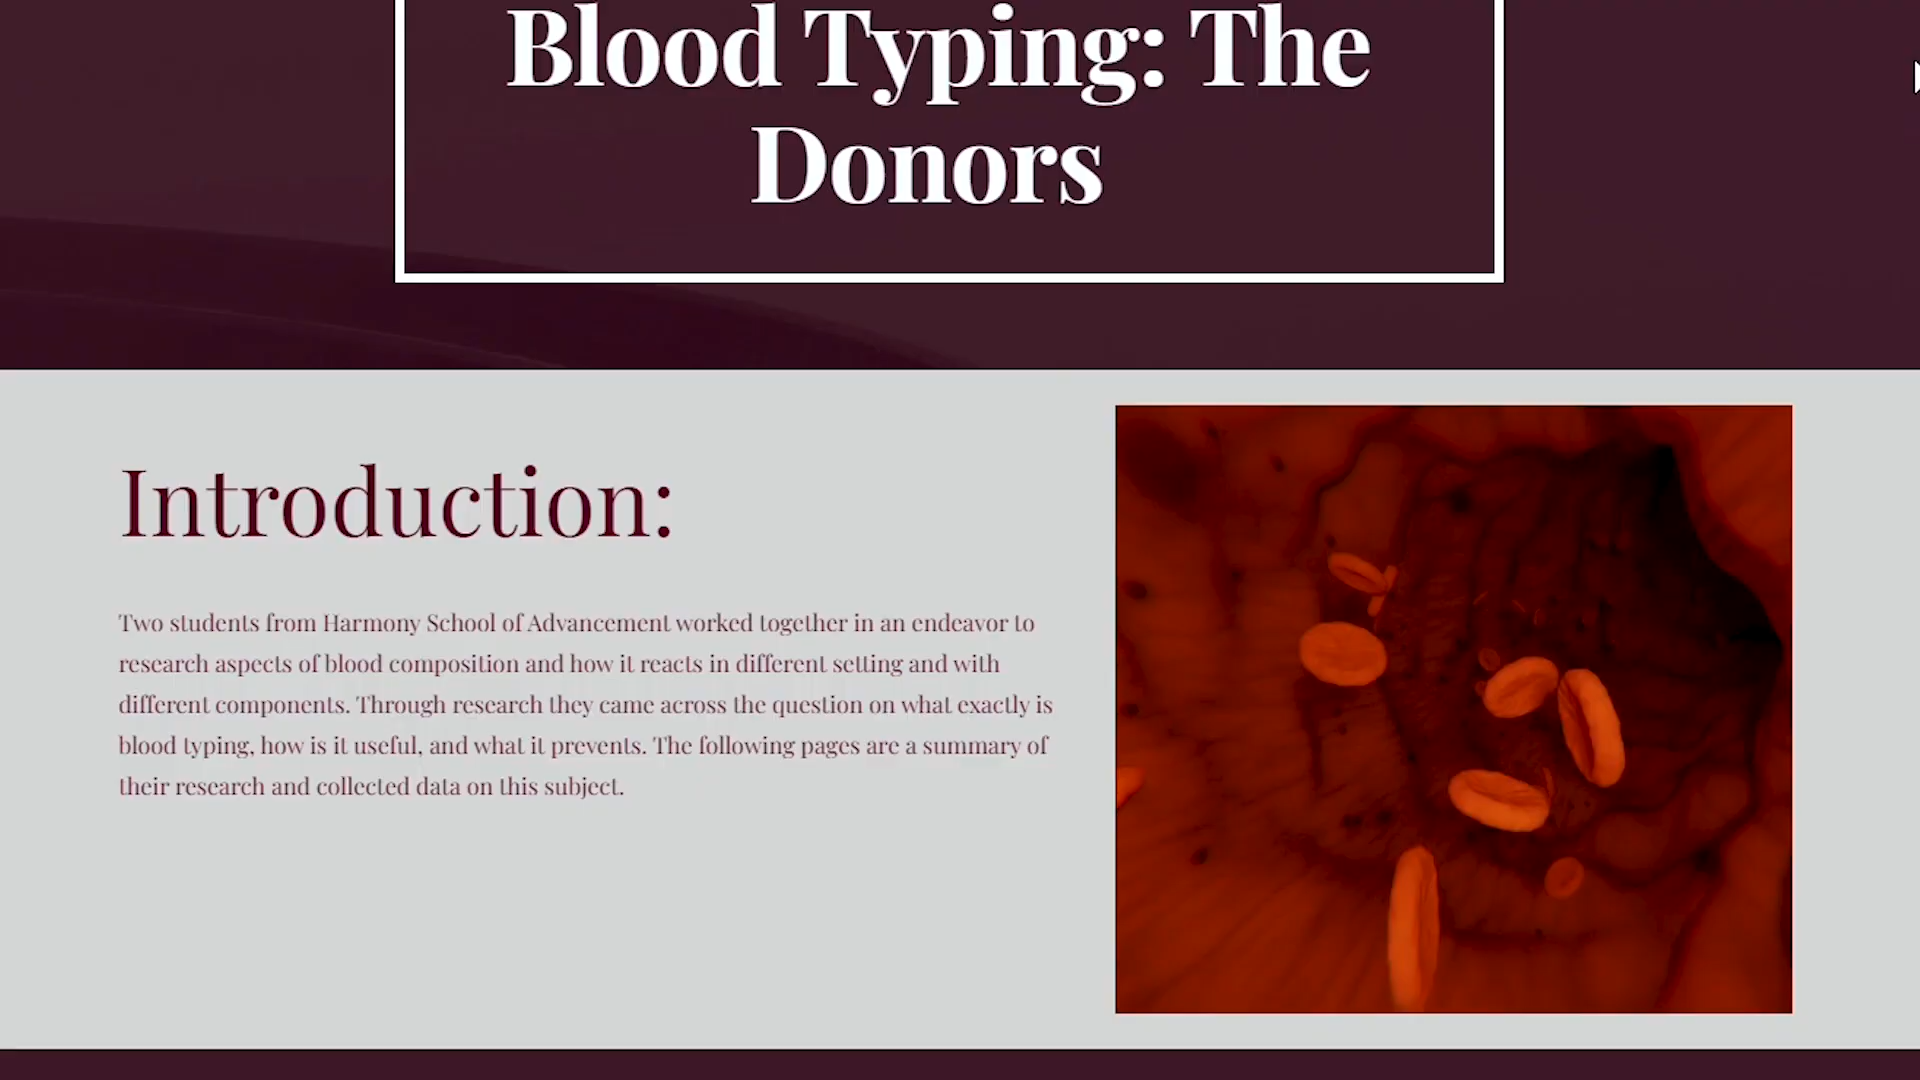 Blood Typing: The
Donors
Introduction:
Two students from Harmony School of Advancement worked together in an endeavor to
research aspects of blood composition and how it reacts in different setting and with
different components. Through research they came across the question on what exactly is
blood typing, how is it useful, and what it prevents. The following pages are a summary of
their research and collected data on this subject.